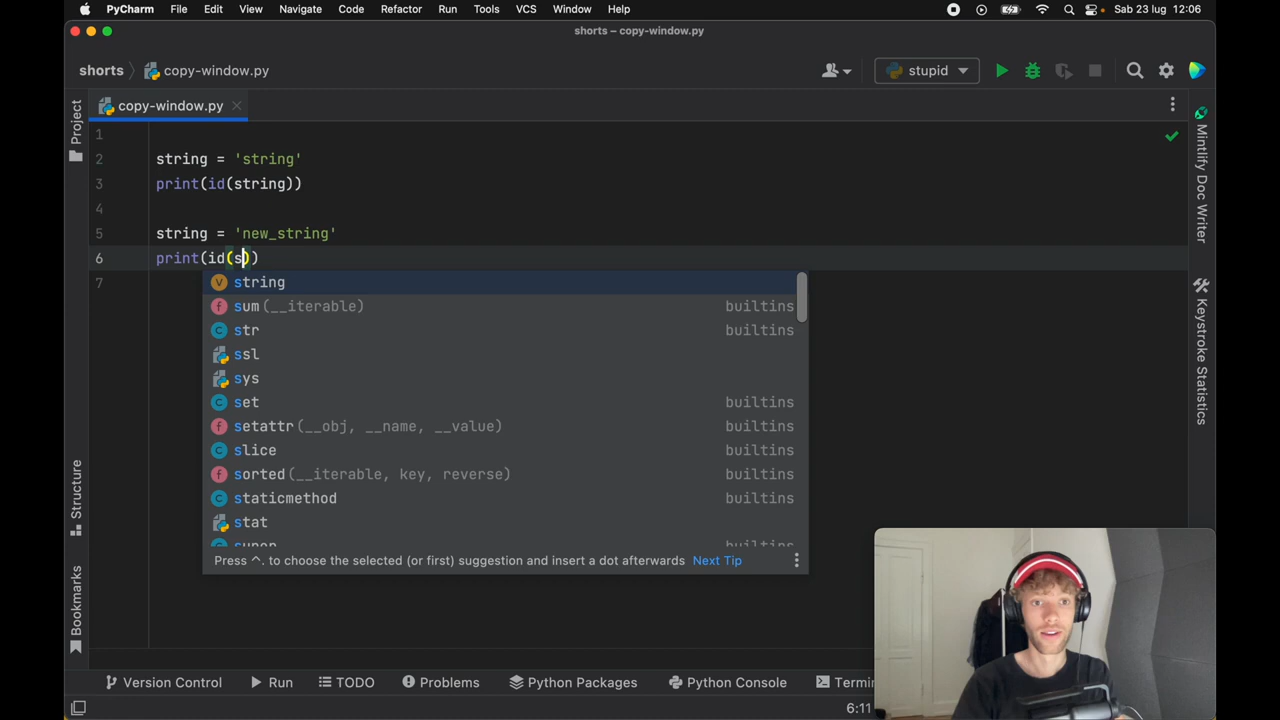 PyCharm File Edit View Navigate Code Refactor Run Tools VCS Window Help Sab 23 lug 12:06
shorts – copy-window.py
shorts copy-window.py stupid
Project
copy-window.py
1
2 string = 'string'
3 print(id(string))
4
5 string = 'new_string'
6 print(id(s))
7
string
sum(__iterable) builtins
str builtins
ssl
sys
set builtins
setattr(__obj, __name, __value) builtins
slice builtins
sorted(__iterable, key, reverse) builtins
staticmethod builtins
stat
Press ^. to choose the selected (or first) suggestion and insert a dot afterwards Next Tip
Structure
Bookmarks
Mintlify Doc Writer
Keystroke Statistics
Version Control Run TODO Problems Python Packages Python Console
6:11